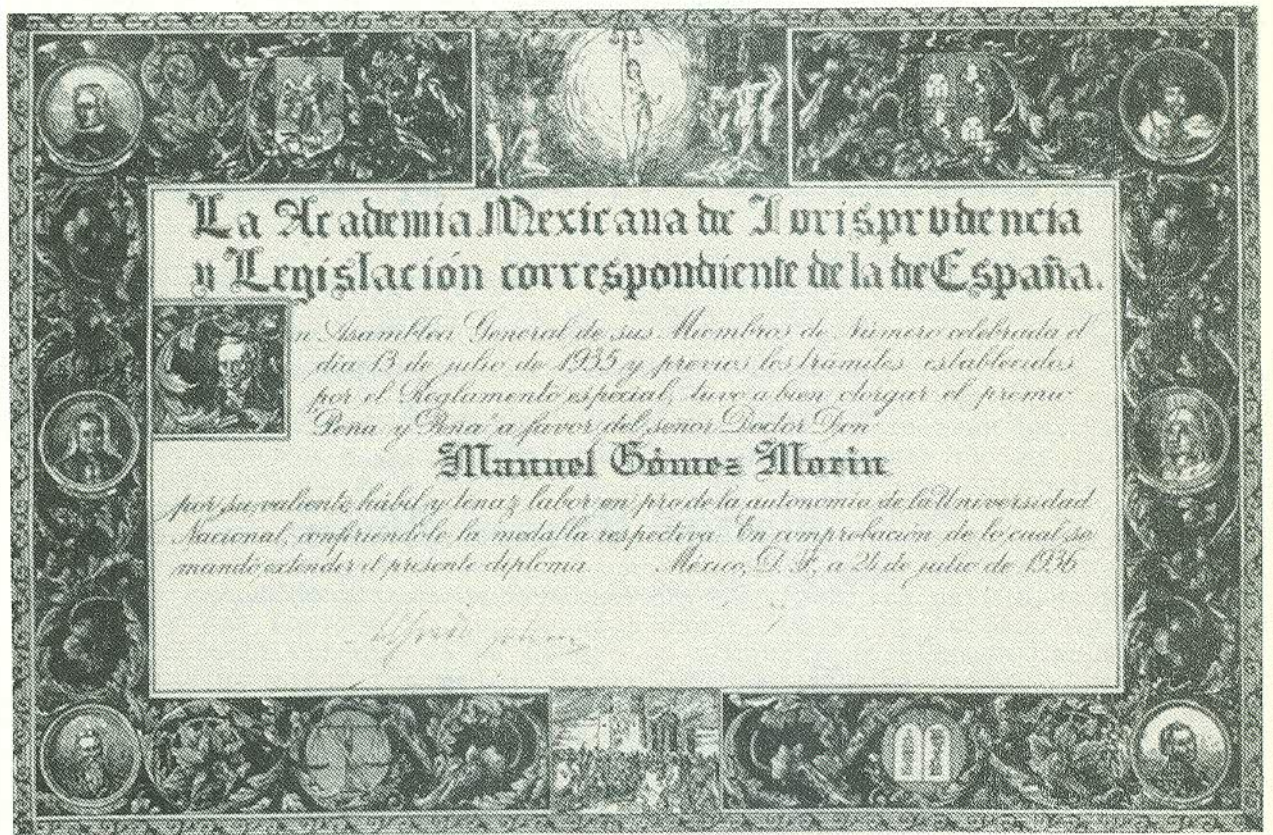 La Academia Mexicana de Jurisprudencia
y Legislación correspondiente de la de España.
En Asamblea General de sus Miembros de Número celebrada el
día 13 de julio de 1935 y previos los trámites establecidos
por el Reglamento especial, tuvo a bien otorgar el premio
"Peña y Peña" a favor del señor Doctor Don
Manuel Gómez Morin
por su valiente, hábil y tenaz labor en pro de la autonomía de la Universidad
Nacional, confiriéndole la medalla respectiva. En comprobación de lo cual se
mandó extender el presente diploma. México, D. F., a 24 de julio de 1936